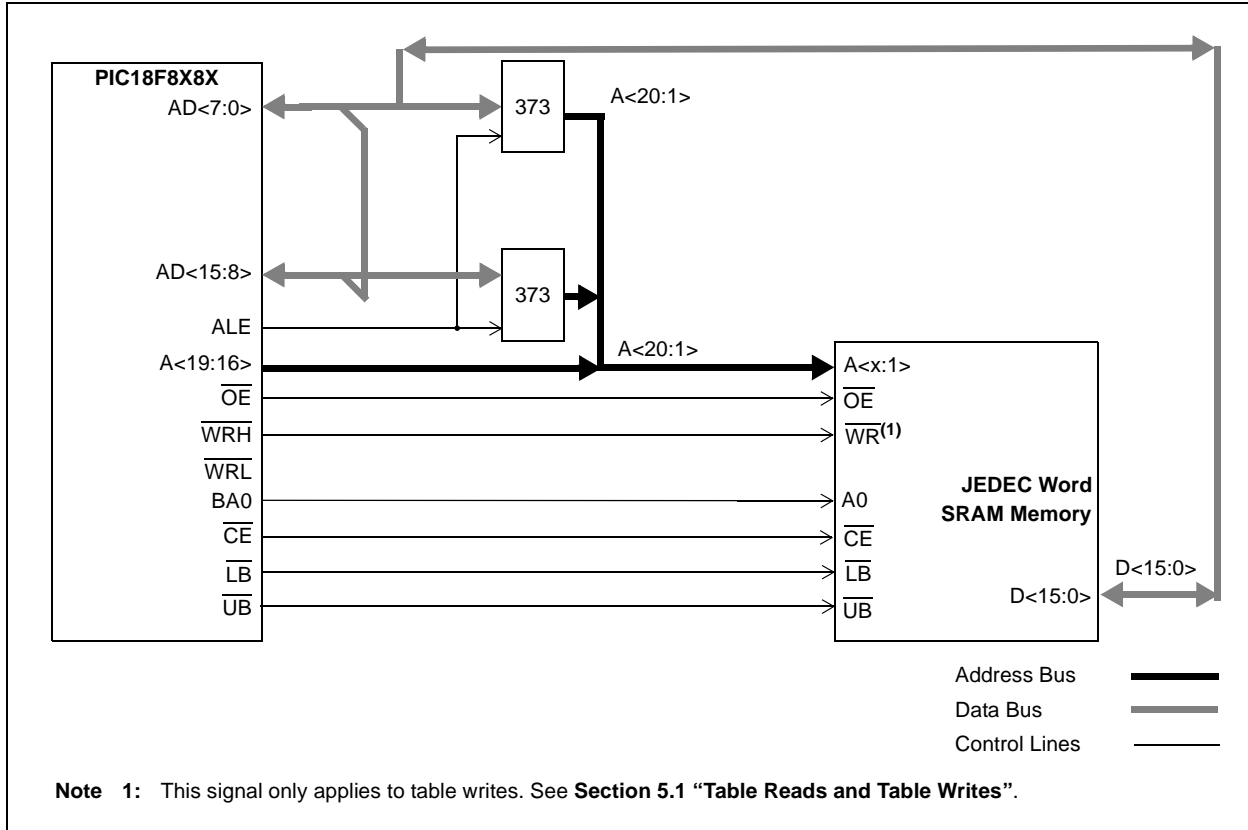 PIC18F8X8X
AD<7:0>
373
A<20:1>
AD<15:8>
373
ALE
A<19:16>
A<20:1>
A<x:1>
OE
OE
WRH
WR(1)
WRL
BA0
A0
JEDEC Word
SRAM Memory
CE
CE
LB
LB
D<15:0>
UB
UB
D<15:0>
Address Bus
Data Bus
Control Lines
Note 1: This signal only applies to table writes. See Section 5.1 “Table Reads and Table Writes”.